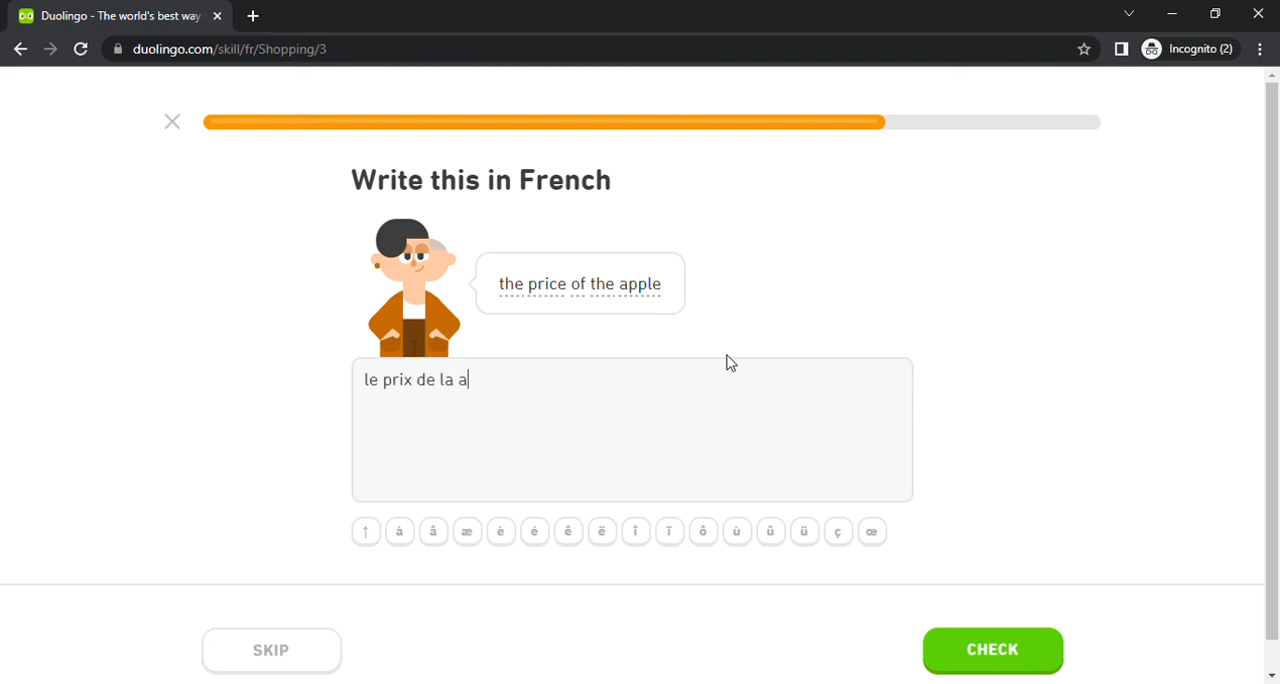 Duolingo - The world's best way
duolingo.com/skill/fr/Shopping/3
Incognito (2)
Write this in French
the price of the apple
le prix de la a
↑ à â æ è é ê ë î ï ô ù û ü ç œ
SKIP
CHECK